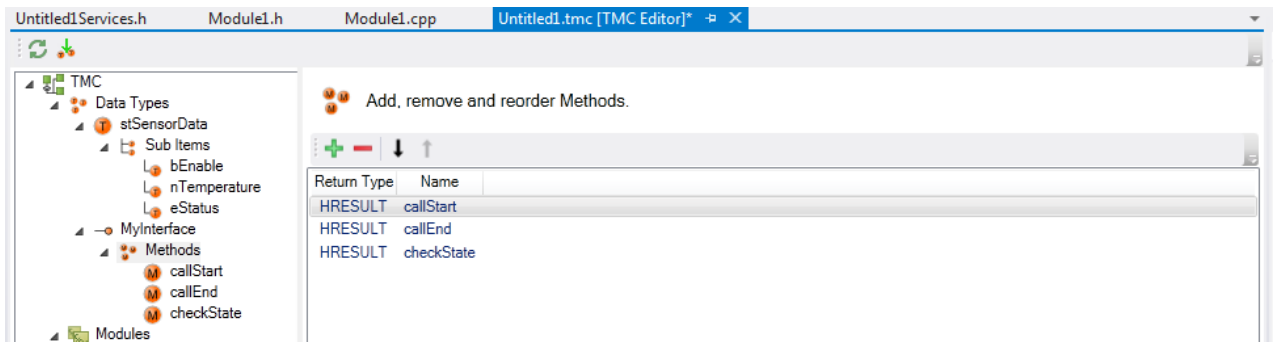 Untitled1Services.h Module1.h Module1.cpp Untitled1.tmc [TMC Editor]*
TMC
Data Types
T stSensorData
Sub Items
bEnable
nTemperature
eStatus
MyInterface
Methods
M callStart
M callEnd
M checkState
Modules
M M M Add, remove and reorder Methods.
Return Type Name
HRESULT callStart
HRESULT callEnd
HRESULT checkState